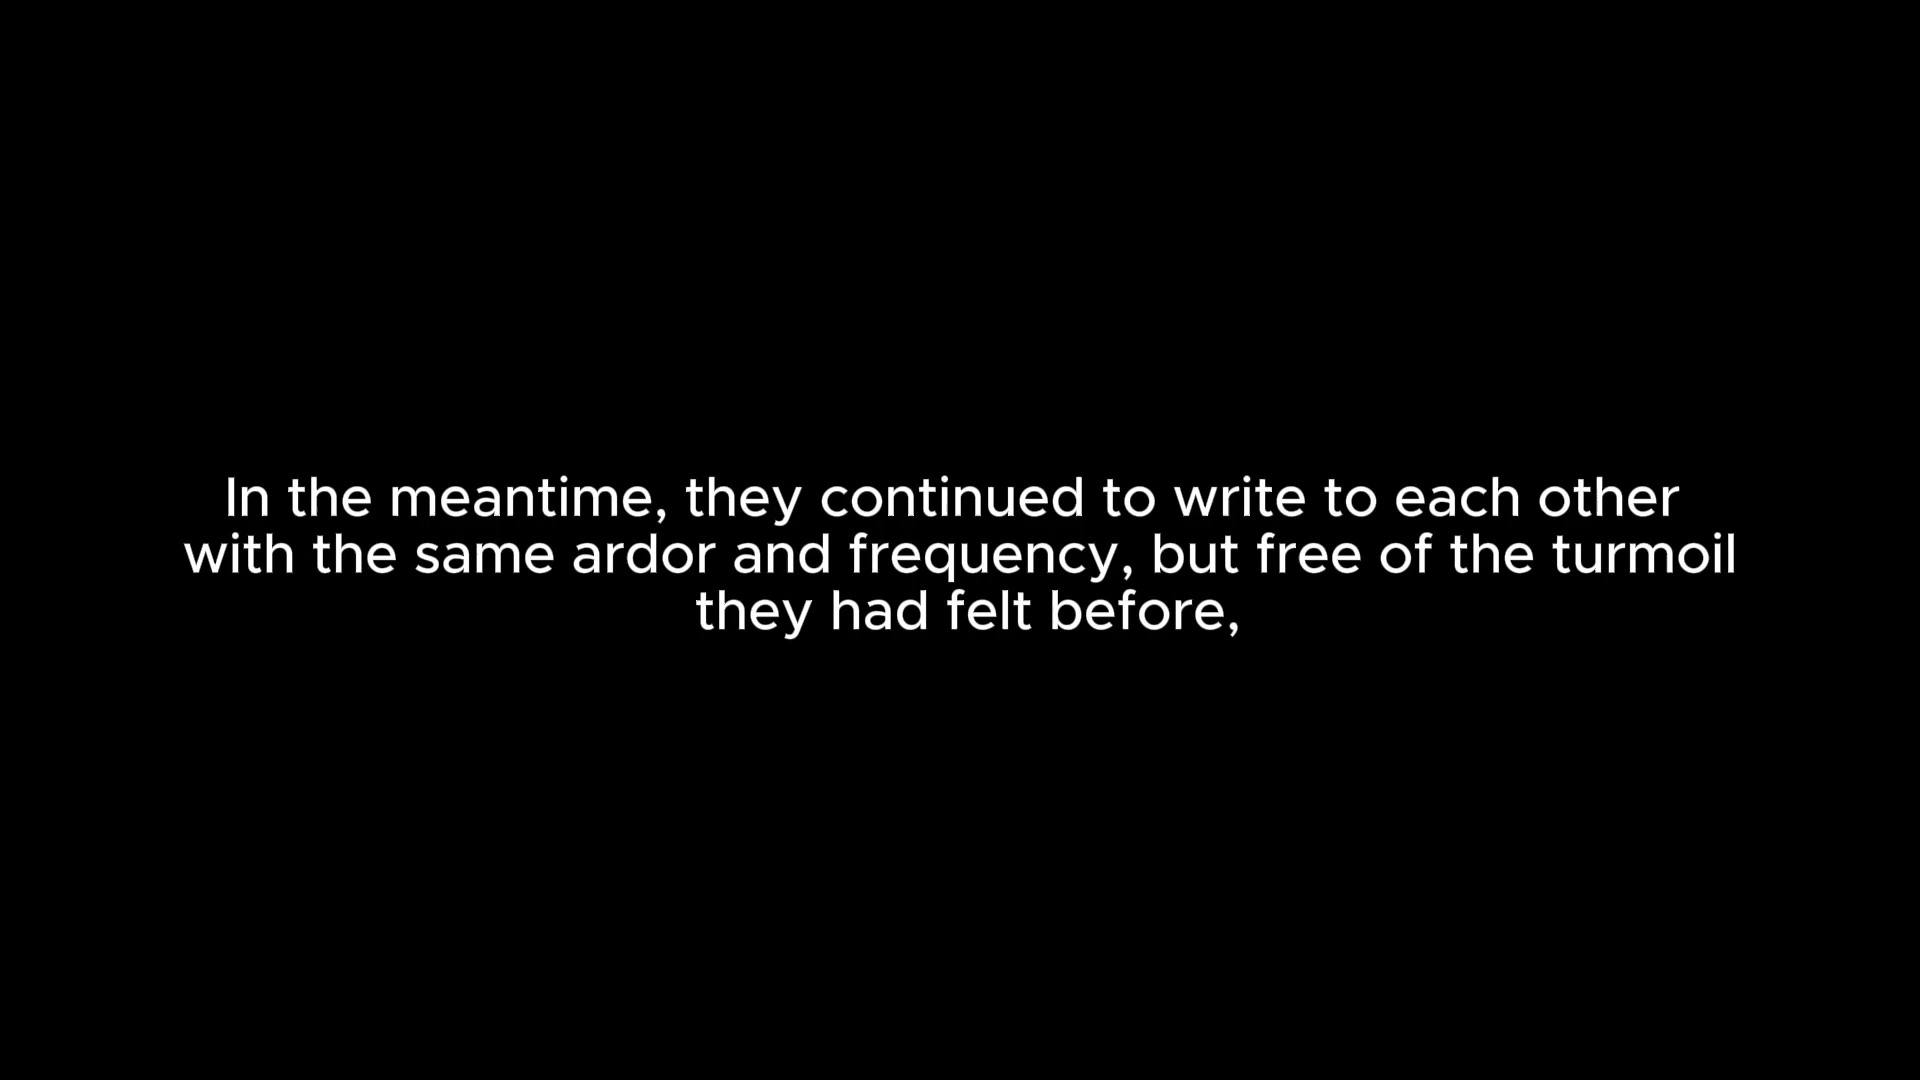 In the meantime, they continued to write to each other
with the same ardor and frequency, but free of the turmoil
they had felt before,